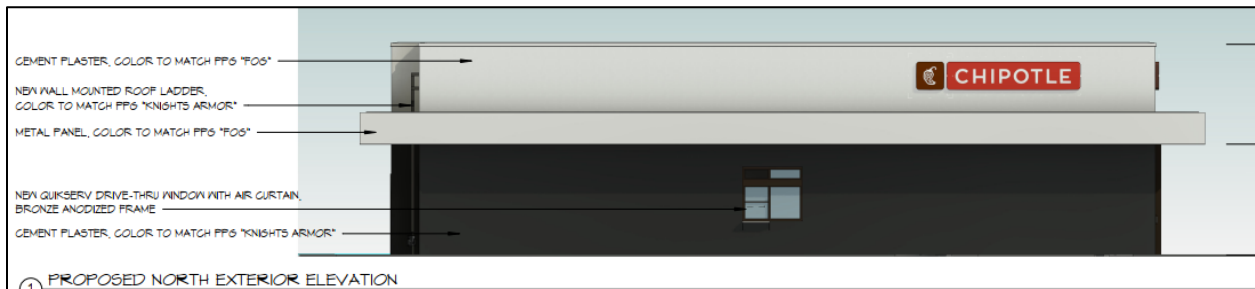 CEMENT PLASTER, COLOR TO MATCH PPG "FOG"
NEW WALL MOUNTED ROOF LADDER,
COLOR TO MATCH PPG "KNIGHTS ARMOR"
METAL PANEL, COLOR TO MATCH PPG "FOG"
CHIPOTLE
NEW QUIKSERV DRIVE-THRU WINDOW WITH AIR CURTAIN,
BRONZE ANODIZED FRAME
CEMENT PLASTER, COLOR TO MATCH PPG "KNIGHTS ARMOR"
1 PROPOSED NORTH EXTERIOR ELEVATION